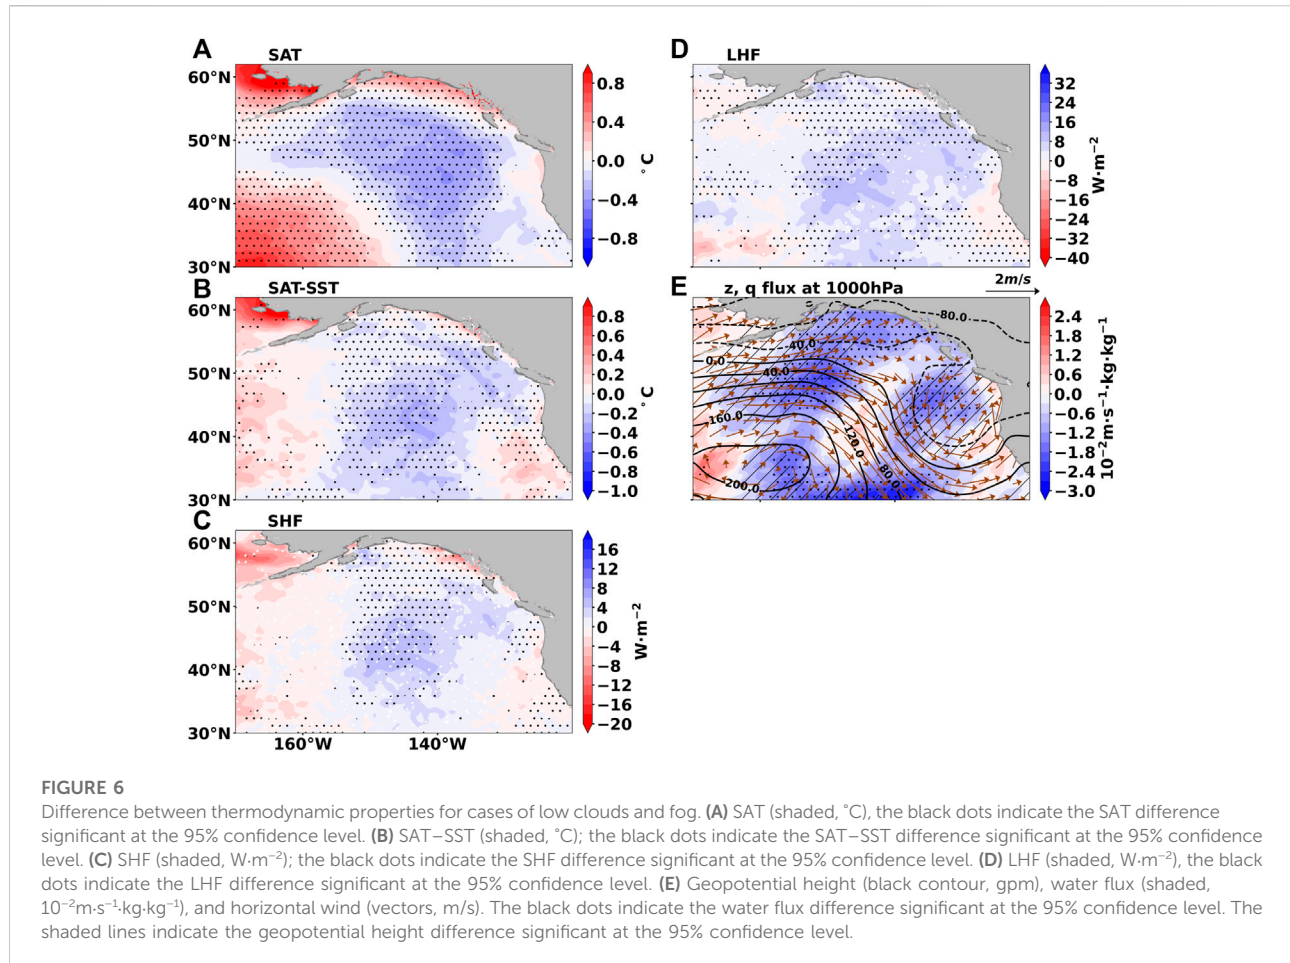 A SAT
60°N
50°N
40°N
30°N
0.8
0.4
0.0
−0.4
−0.8
°C
B SAT-SST
60°N
50°N
40°N
30°N
0.8
0.6
0.4
0.2
0.0
−0.2
−0.4
−0.6
−0.8
−1.0
°C
C SHF
60°N
50°N
40°N
30°N
160°W 140°W
16
12
8
4
0
−4
−8
−12
−16
−20
W·m⁻²
D LHF
32
24
16
8
0
−8
−16
−24
−32
−40
W·m⁻²
E z, q flux at 1000hPa
2m/s
-80.0
-40.0
0.0
40.0
160.0
120.0
80.0
200.0
2.4
1.8
1.2
0.6
0.0
−0.6
−1.2
−1.8
−2.4
−3.0
10⁻²m·s⁻¹·kg·kg⁻¹
FIGURE 6
Difference between thermodynamic properties for cases of low clouds and fog. (A) SAT (shaded, °C), the black dots indicate the SAT difference
significant at the 95% confidence level. (B) SAT−SST (shaded, °C); the black dots indicate the SAT−SST difference significant at the 95% confidence
level. (C) SHF (shaded, W·m⁻²); the black dots indicate the SHF difference significant at the 95% confidence level. (D) LHF (shaded, W·m⁻²), the black
dots indicate the LHF difference significant at the 95% confidence level. (E) Geopotential height (black contour, gpm), water flux (shaded,
10⁻²m·s⁻¹·kg·kg⁻¹), and horizontal wind (vectors, m/s). The black dots indicate the water flux difference significant at the 95% confidence level. The
shaded lines indicate the geopotential height difference significant at the 95% confidence level.